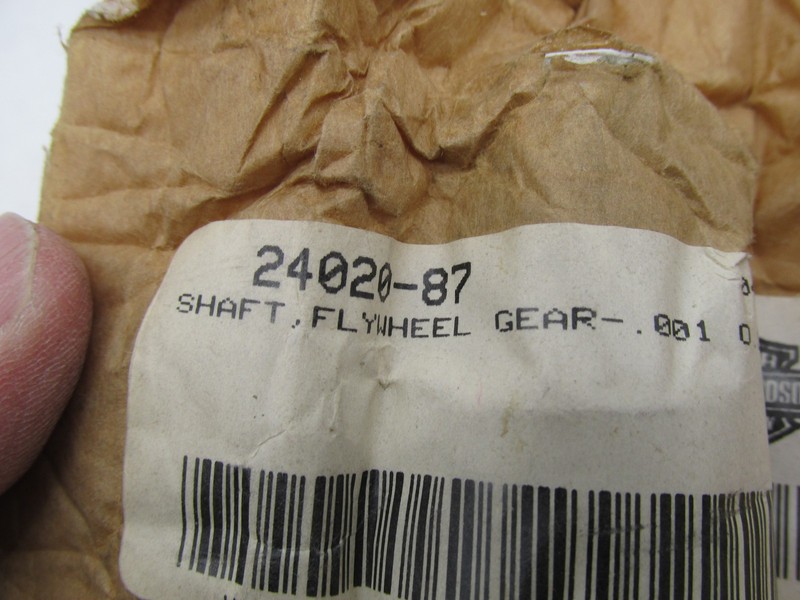 24020-87
SHAFT, FLYWHEEL GEAR-.001 O